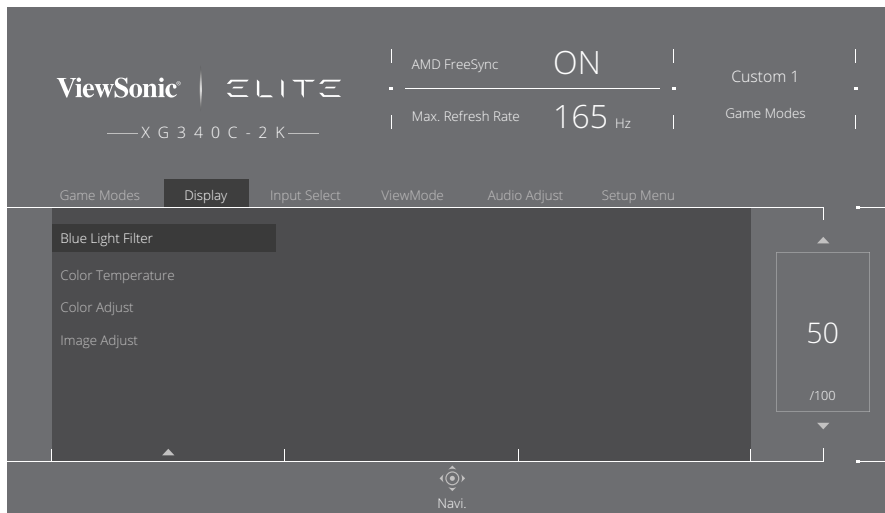 ViewSonic® ELITE
XG340C-2K
AMD FreeSync ON
Max. Refresh Rate 165 Hz
Custom 1
Game Modes
Game Modes Display Input Select ViewMode Audio Adjust Setup Menu
Blue Light Filter
Color Temperature
Color Adjust
Image Adjust
50
/100
Navi.